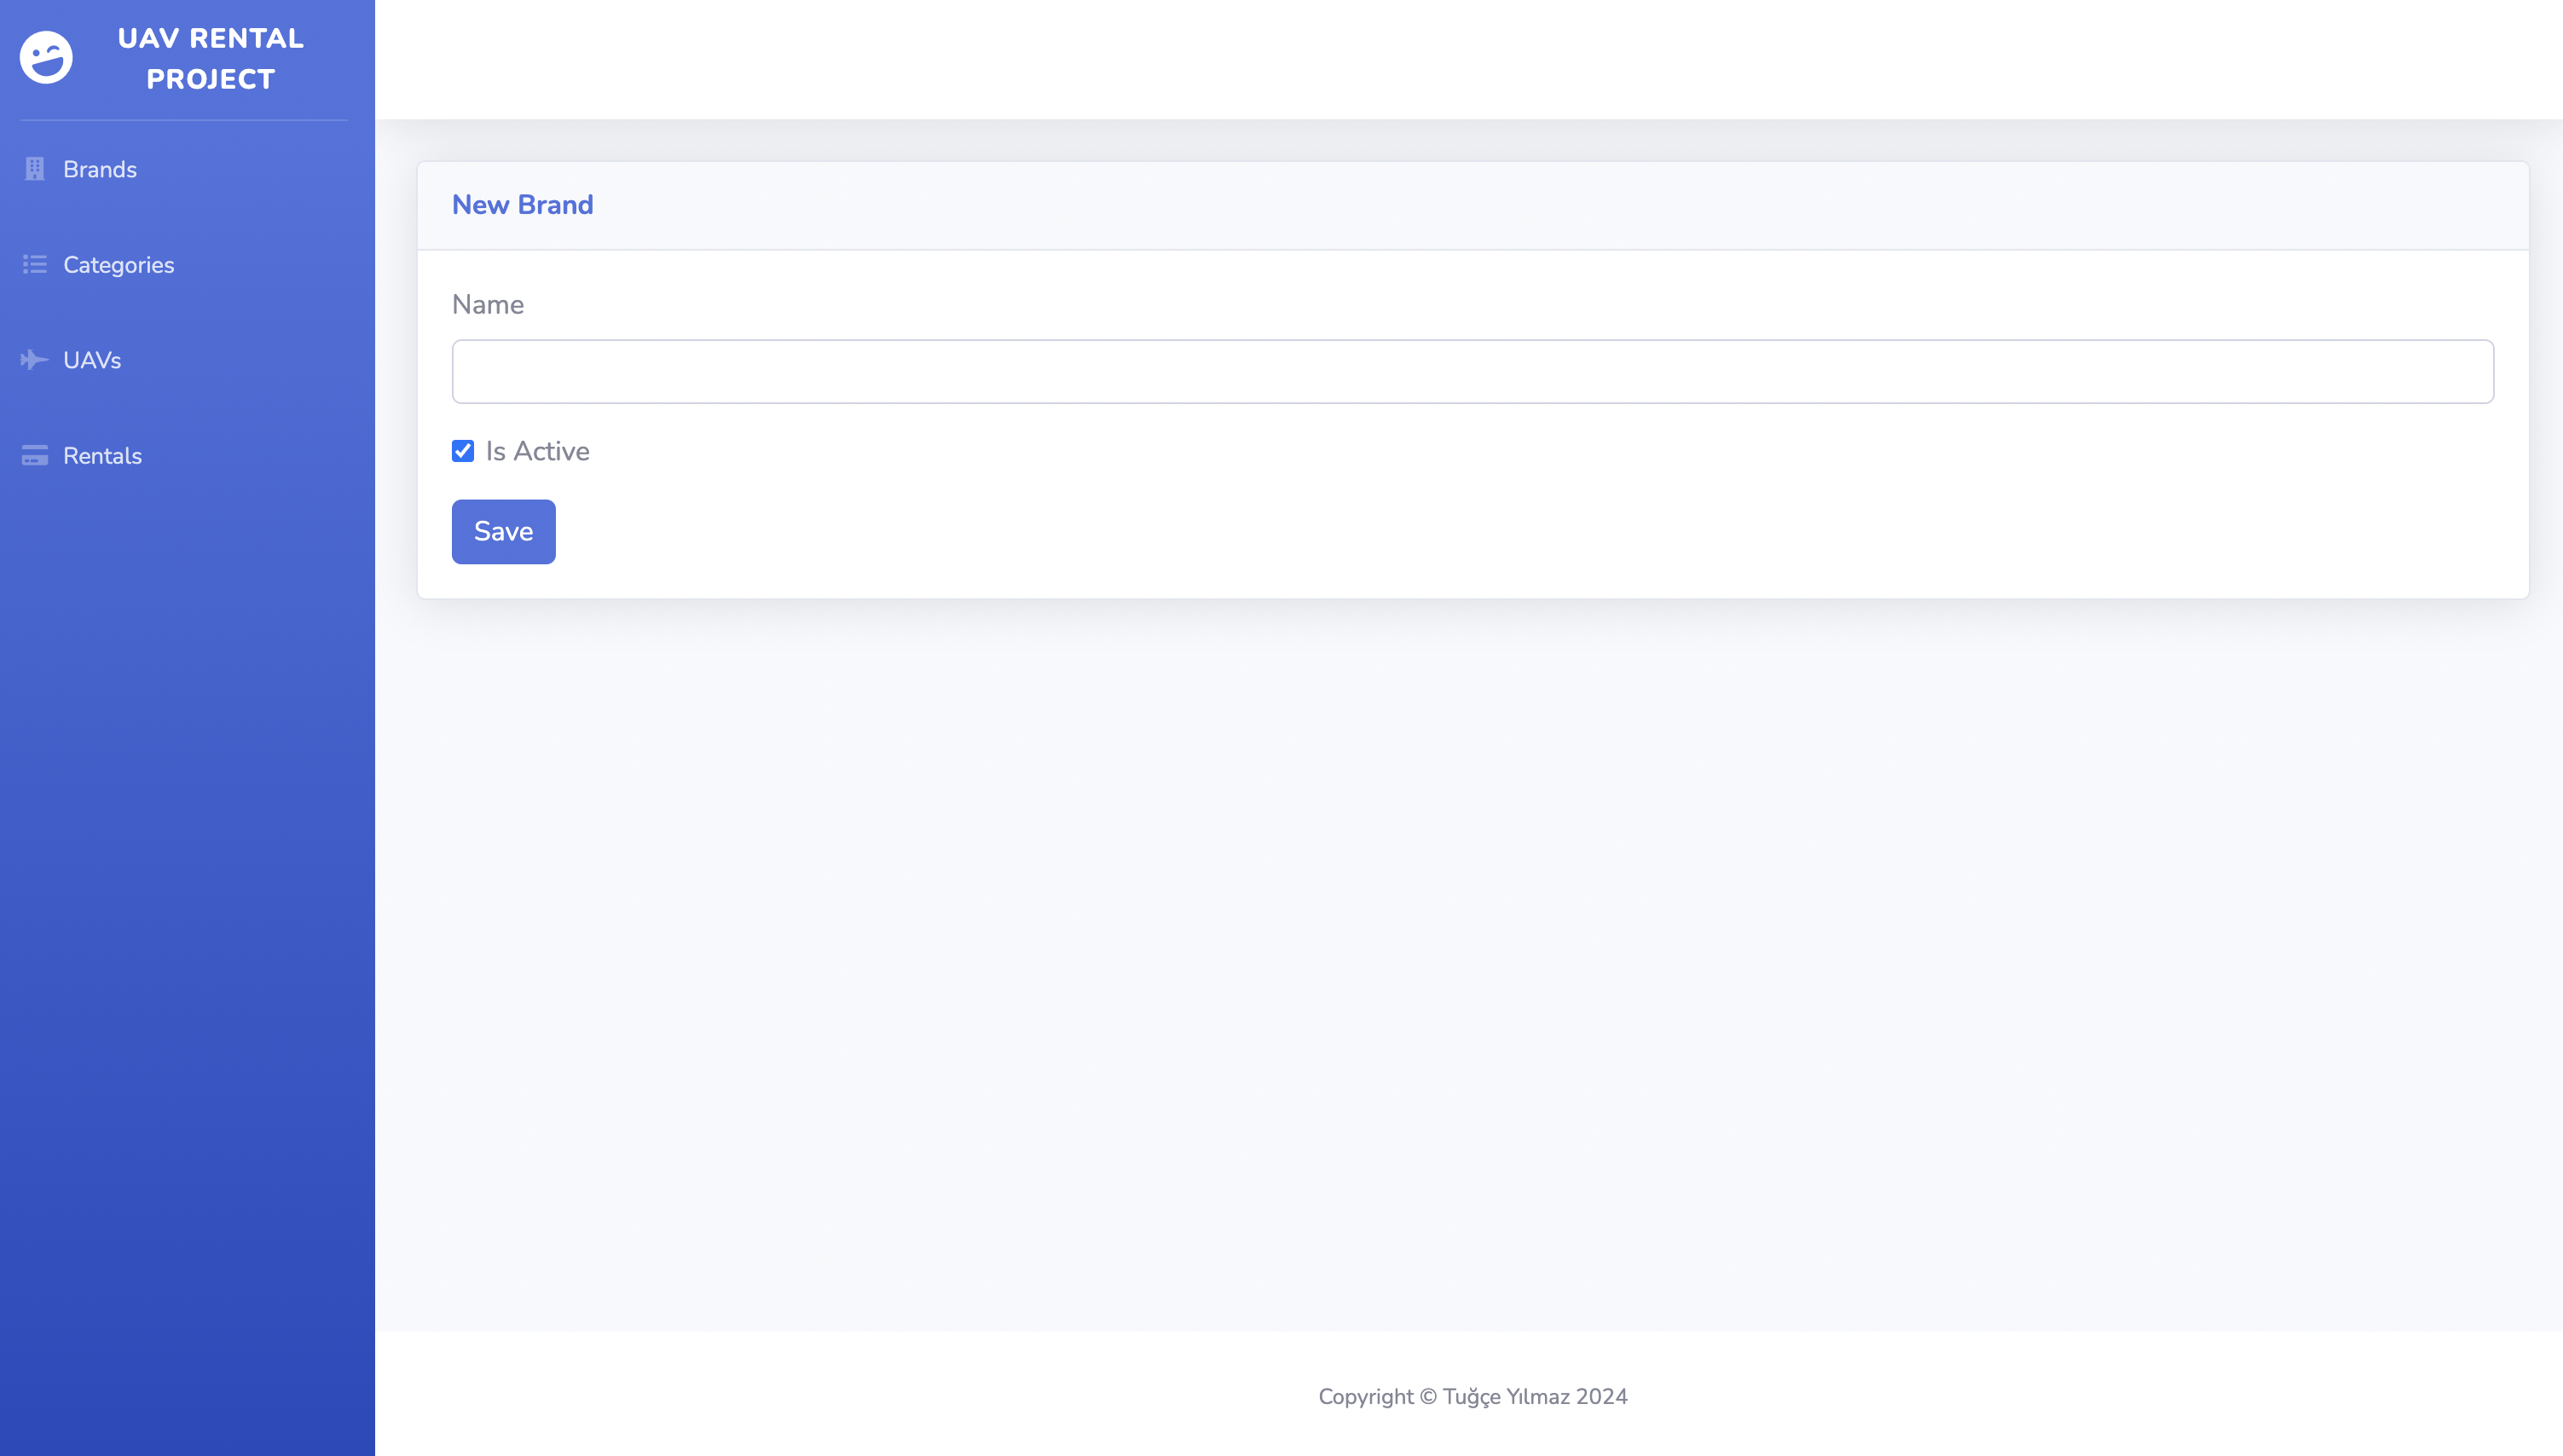 UAV RENTAL
PROJECT
Brands
Categories
UAVs
Rentals
New Brand
Name
Is Active
Save
Copyright © Tuğçe Yılmaz 2024